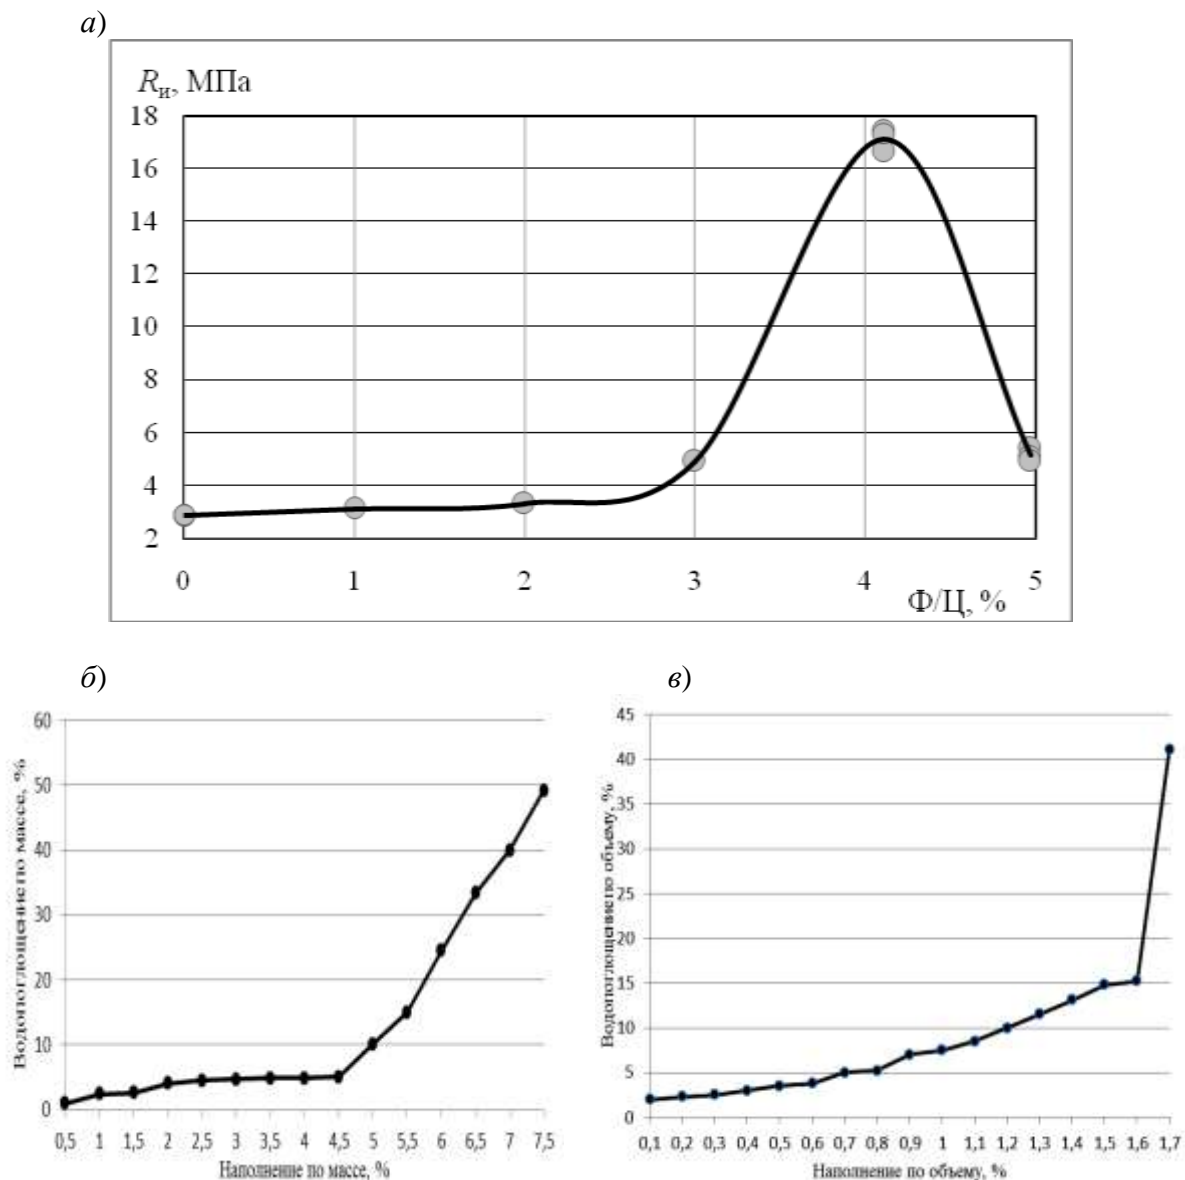 а)
Rи, МПа
18
16
14
12
10
8
6
4
2
0 1 2 3 4 5
Ф/Ц, %
б) в)
60
50
40
30
20
10
0
Водопоглощение по массе, %
0,5 1 1,5 2 2,5 3 3,5 4 4,5 5 5,5 6 6,5 7 7,5
Наполнение по массе, %
45
40
35
30
25
20
15
10
5
0
Водопоглощение по объему, %
0,1 0,2 0,3 0,4 0,5 0,6 0,7 0,8 0,9 1 1,1 1,2 1,3 1,4 1,5 1,6 1,7
Наполнение по объему, %